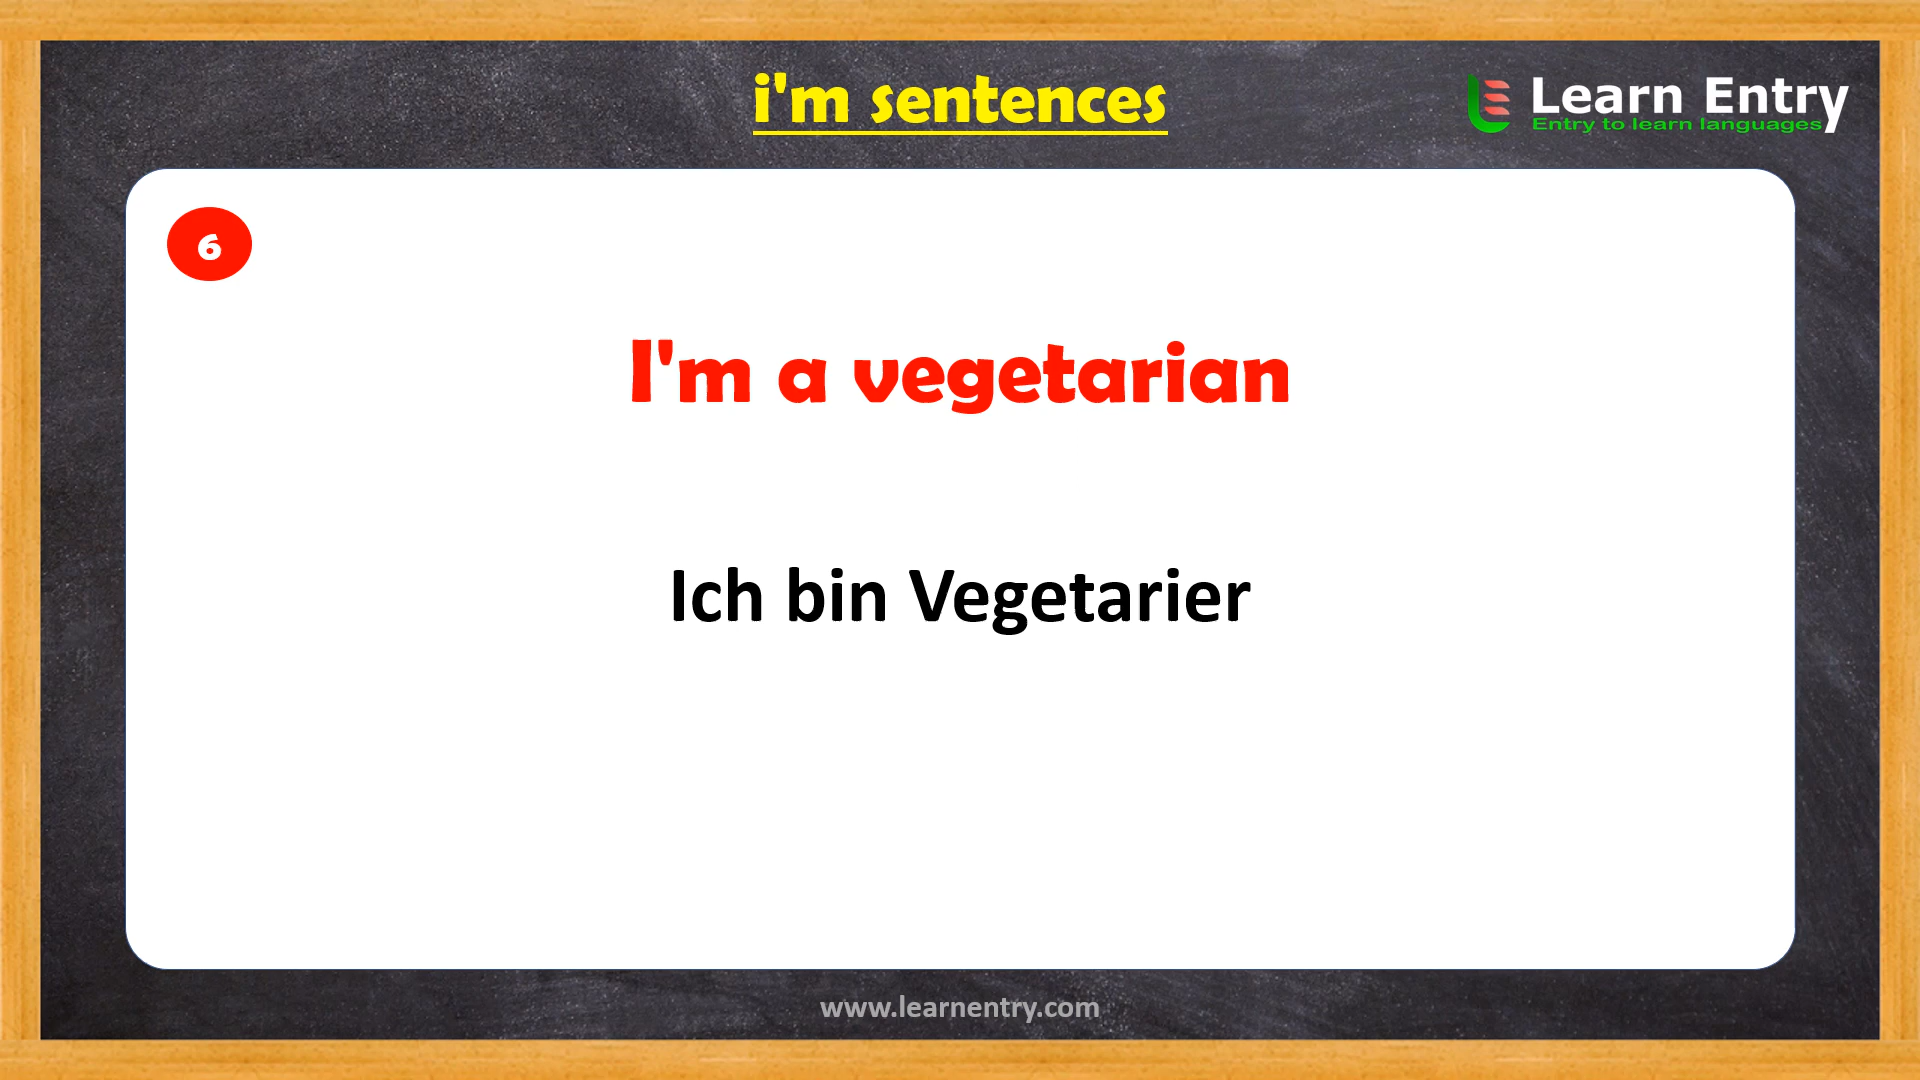 i'm sentences
Learn Entry
Entry to learn languages
6
I'm a vegetarian
Ich bin Vegetarier
www.learnentry.com